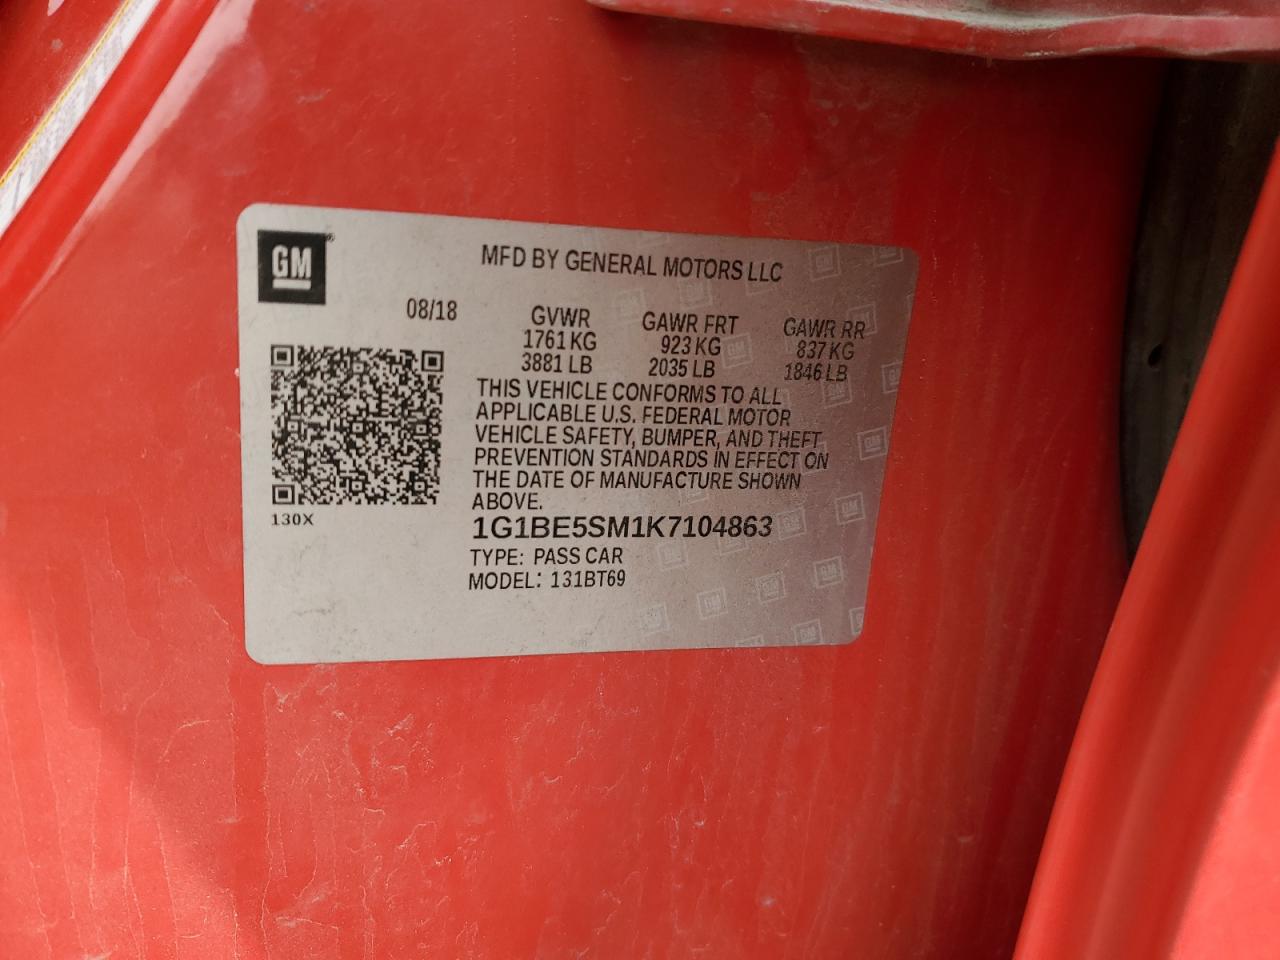 GM
MFD BY GENERAL MOTORS LLC
08/18
GVWR GAWR FRT GAWR RR
1761 KG 923 KG 837 KG
3881 LB 2035 LB 1846 LB
THIS VEHICLE CONFORMS TO ALL
APPLICABLE U.S. FEDERAL MOTOR
VEHICLE SAFETY, BUMPER, AND THEFT
PREVENTION STANDARDS IN EFFECT ON
THE DATE OF MANUFACTURE SHOWN
ABOVE.
130X
1G1BE5SM1K7104863
TYPE: PASS CAR
MODEL: 131BT69